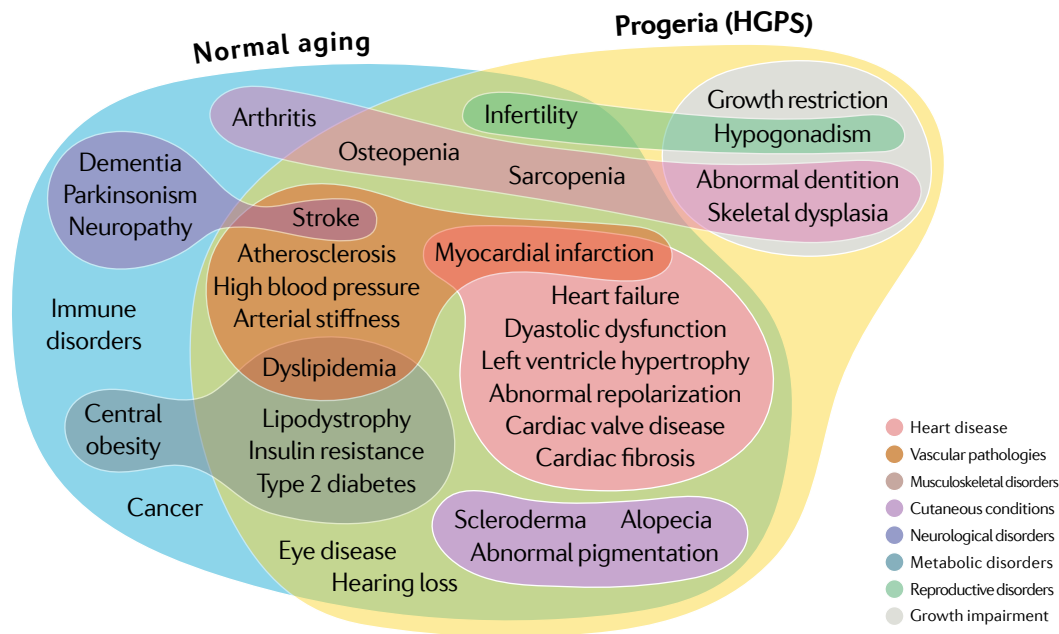 Normal aging
Progeria (HGPS)
Arthritis
Infertility
Growth restriction
Hypogonadism
Osteopenia
Sarcopenia
Abnormal dentition
Skeletal dysplasia
Dementia
Parkinsonism
Neuropathy
Stroke
Atherosclerosis
High blood pressure
Arterial stiffness
Myocardial infarction
Heart failure
Dyastolic dysfunction
Left ventricle hypertrophy
Abnormal repolarization
Cardiac valve disease
Cardiac fibrosis
Immune
disorders
Dyslipidemia
Central
obesity
Lipodystrophy
Insulin resistance
Type 2 diabetes
Cancer
Scleroderma
Alopecia
Abnormal pigmentation
Eye disease
Hearing loss
Heart disease
Vascular pathologies
Musculoskeletal disorders
Cutaneous conditions
Neurological disorders
Metabolic disorders
Reproductive disorders
Growth impairment